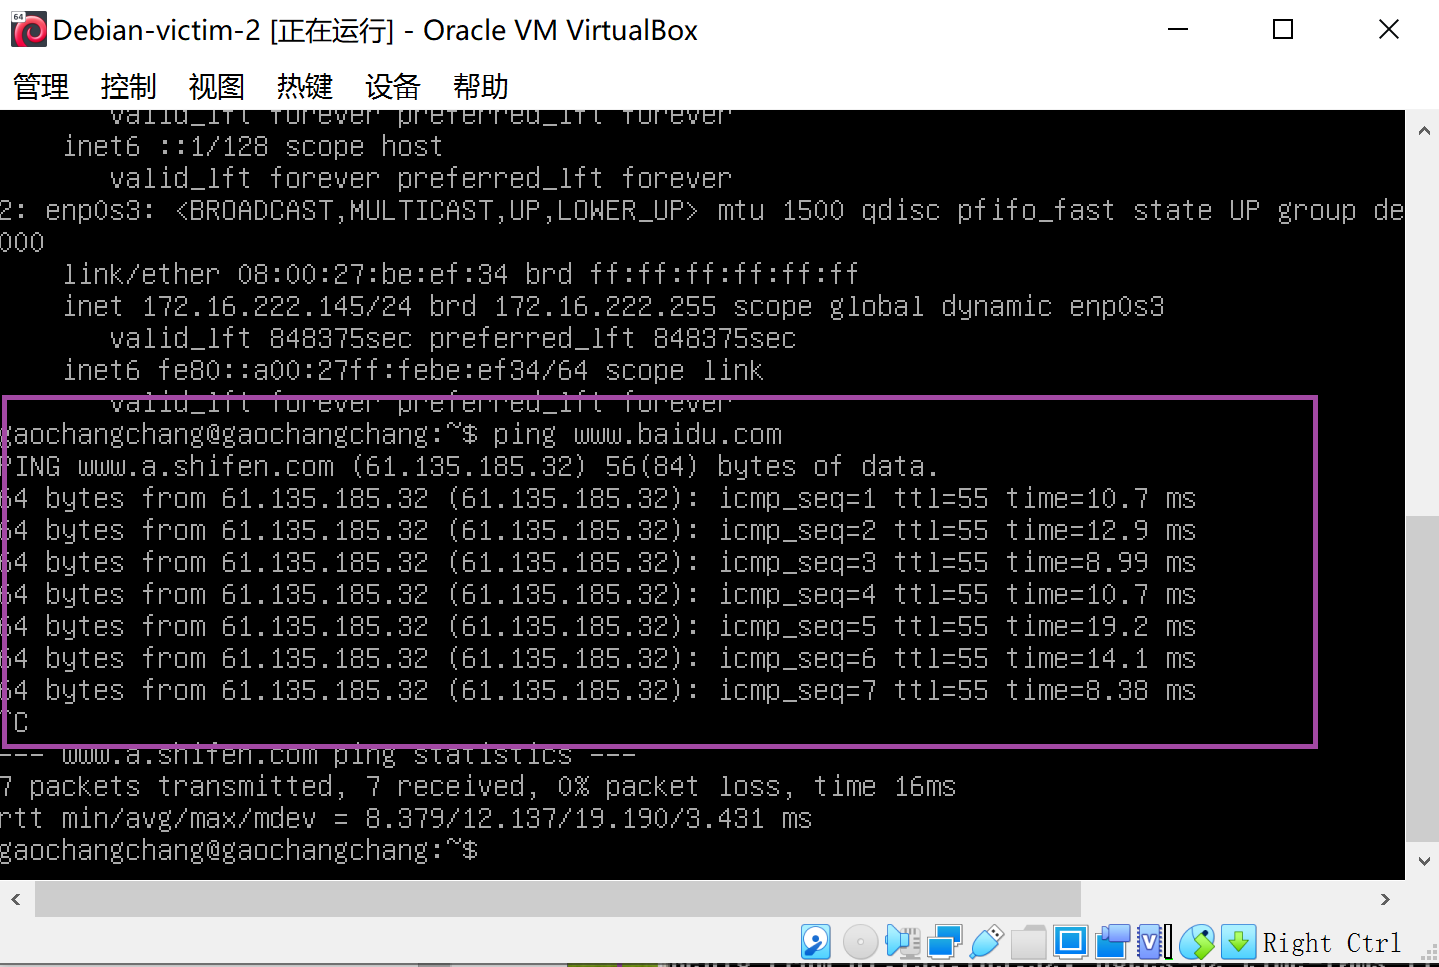 64
Debian-victim-2 [正在运行] - Oracle VM VirtualBox
管理 控制 视图 热键 设备 帮助
valid_lft forever preferred_lft forever
inet6 ::1/128 scope host
valid_lft forever preferred_lft forever
2: enp0s3: <BROADCAST,MULTICAST,UP,LOWER_UP> mtu 1500 qdisc pfifo_fast state UP group de
000
link/ether 08:00:27:be:ef:34 brd ff:ff:ff:ff:ff:ff
inet 172.16.222.145/24 brd 172.16.222.255 scope global dynamic enp0s3
valid_lft 848375sec preferred_lft 848375sec
inet6 fe80::a00:27ff:febe:ef34/64 scope link
valid_lft forever preferred_lft forever
gaochangchang@gaochangchang:~$ ping www.baidu.com
PING www.a.shifen.com (61.135.185.32) 56(84) bytes of data.
64 bytes from 61.135.185.32 (61.135.185.32): icmp_seq=1 ttl=55 time=10.7 ms
64 bytes from 61.135.185.32 (61.135.185.32): icmp_seq=2 ttl=55 time=12.9 ms
64 bytes from 61.135.185.32 (61.135.185.32): icmp_seq=3 ttl=55 time=8.99 ms
64 bytes from 61.135.185.32 (61.135.185.32): icmp_seq=4 ttl=55 time=10.7 ms
64 bytes from 61.135.185.32 (61.135.185.32): icmp_seq=5 ttl=55 time=19.2 ms
64 bytes from 61.135.185.32 (61.135.185.32): icmp_seq=6 ttl=55 time=14.1 ms
64 bytes from 61.135.185.32 (61.135.185.32): icmp_seq=7 ttl=55 time=8.38 ms
^C
--- www.a.shifen.com ping statistics ---
7 packets transmitted, 7 received, 0% packet loss, time 16ms
rtt min/avg/max/mdev = 8.379/12.137/19.190/3.431 ms
gaochangchang@gaochangchang:~$
Right Ctrl